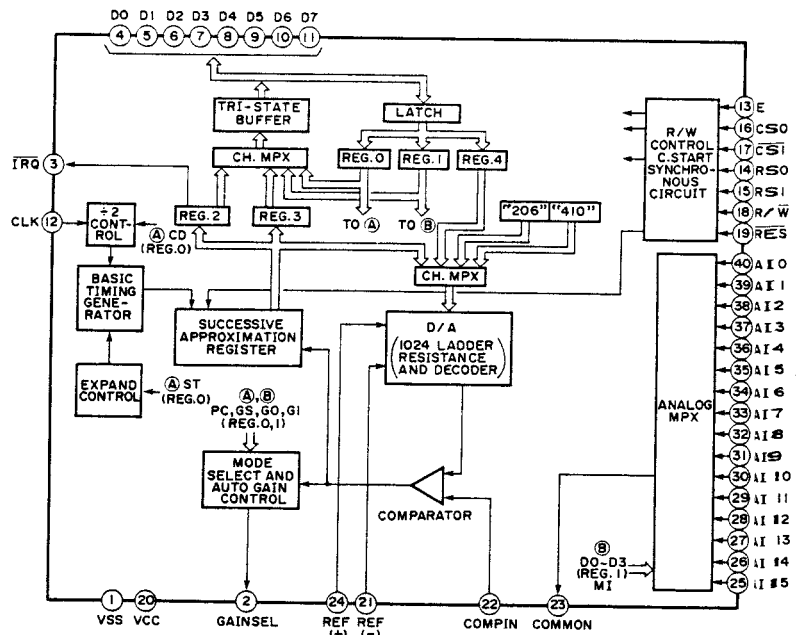 D0 D1 D2 D3 D4 D5 D6 D7
4 5 6 7 8 9 10 11
TRI-STATE
BUFFER
LATCH
CH. MPX
REG.0
REG.1
REG.4
REG.2
REG.3
TO A
TO B
"206" "410"
CH. MPX
IRQ
3
CLK
12
÷2
CONT-
ROL
A CD
(REG.0)
BASIC
TIMING
GENE-
RATOR
SUCCESSIVE
APPROXIMATION
REGISTER
EXPAND
CONTROL
A ST
(REG.0)
D/A
(1024 LADDER
RESISTANCE
AND DECODER)
A, B
PC,GS,G0,G1
(REG.0,1)
MODE
SELECT AND
AUTO GAIN
CONTROL
COMPARATOR
R/W
CONTROL
C.START
SYNCHRO-
NOUS
CIRCUIT
13 E
16 CS0
17 CS1
14 RS0
15 RS1
18 R/W
19 RES
ANALOG
MPX
40 AI 0
39 AI 1
38 AI 2
37 AI 3
36 AI 4
35 AI 5
34 AI 6
33 AI 7
32 AI 8
31 AI 9
30 AI 10
29 AI 11
28 AI 12
27 AI 13
26 AI 14
25 AI 15
B
D0~D3
(REG.1)
MI
1 20 2 24 21 22 23
VSS VCC GAINSEL REF (+) REF (-) COMPIN COMMON